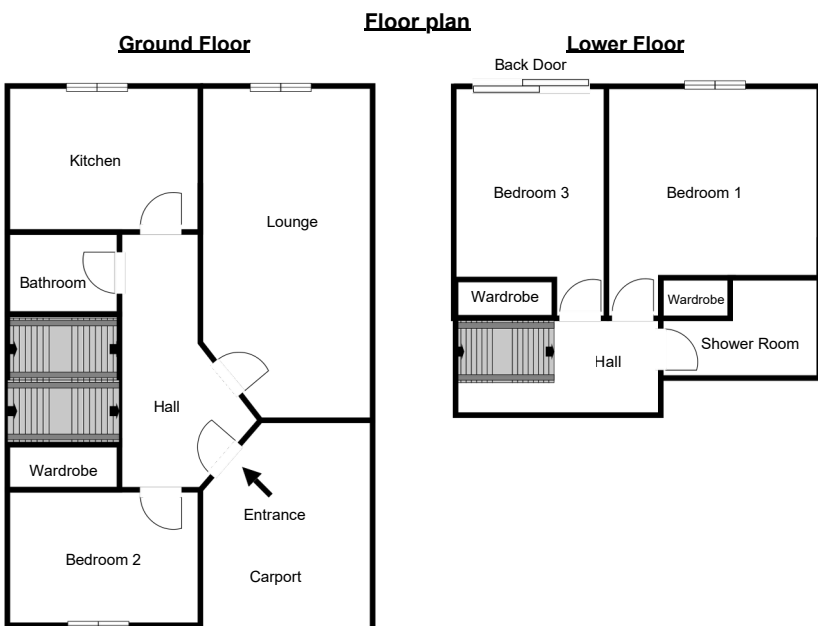 Floor plan
Ground Floor
Kitchen
Lounge
Bathroom
Hall
Wardrobe
Entrance
Bedroom 2
Carport
Lower Floor
Back Door
Bedroom 3
Bedroom 1
Wardrobe
Wardrobe
Shower Room
Hall